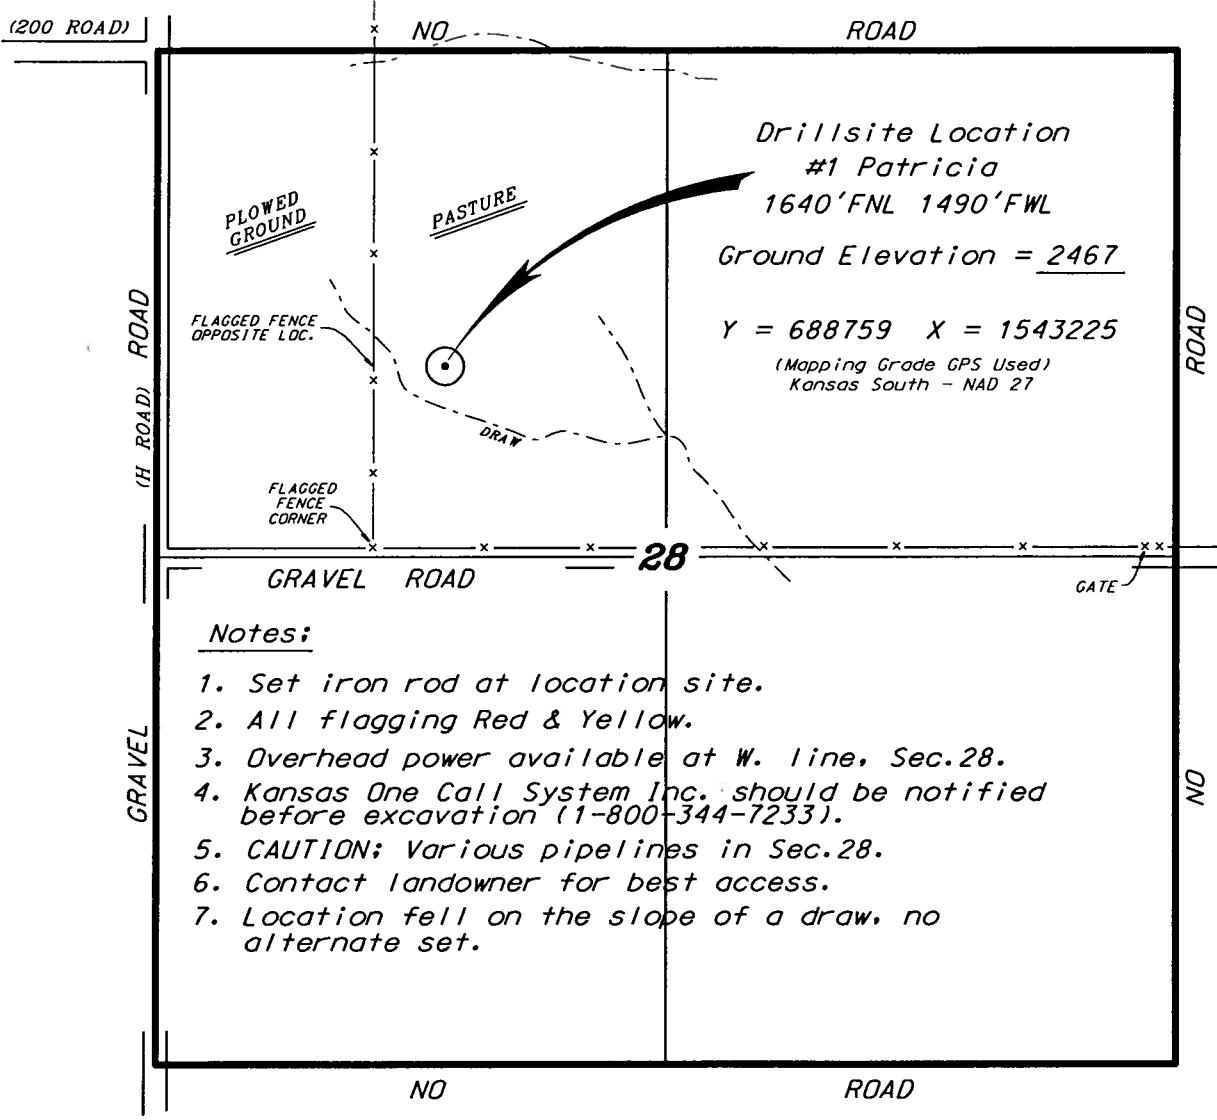 (200 ROAD)
NO
ROAD
Drillsite Location
#1 Patricia
1640'FNL 1490'FWL
Ground Elevation = 2467
Y = 688759 X = 1543225
(Mapping Grade GPS Used)
Kansas South - NAD 27
PLOWED
GROUND
PASTURE
FLAGGED FENCE
OPPOSITE LOC.
DRAW
FLAGGED
FENCE
CORNER
ROAD
(H ROAD)
ROAD
28
GRAVEL ROAD
GATE
Notes:
1. Set iron rod at location site.
2. All flagging Red & Yellow.
3. Overhead power available at W. line, Sec.28.
4. Kansas One Call System Inc. should be notified
before excavation (1-800-344-7233).
5. CAUTION: Various pipelines in Sec.28.
6. Contact landowner for best access.
7. Location fell on the slope of a draw, no
alternate set.
GRAVEL
NO
NO
ROAD